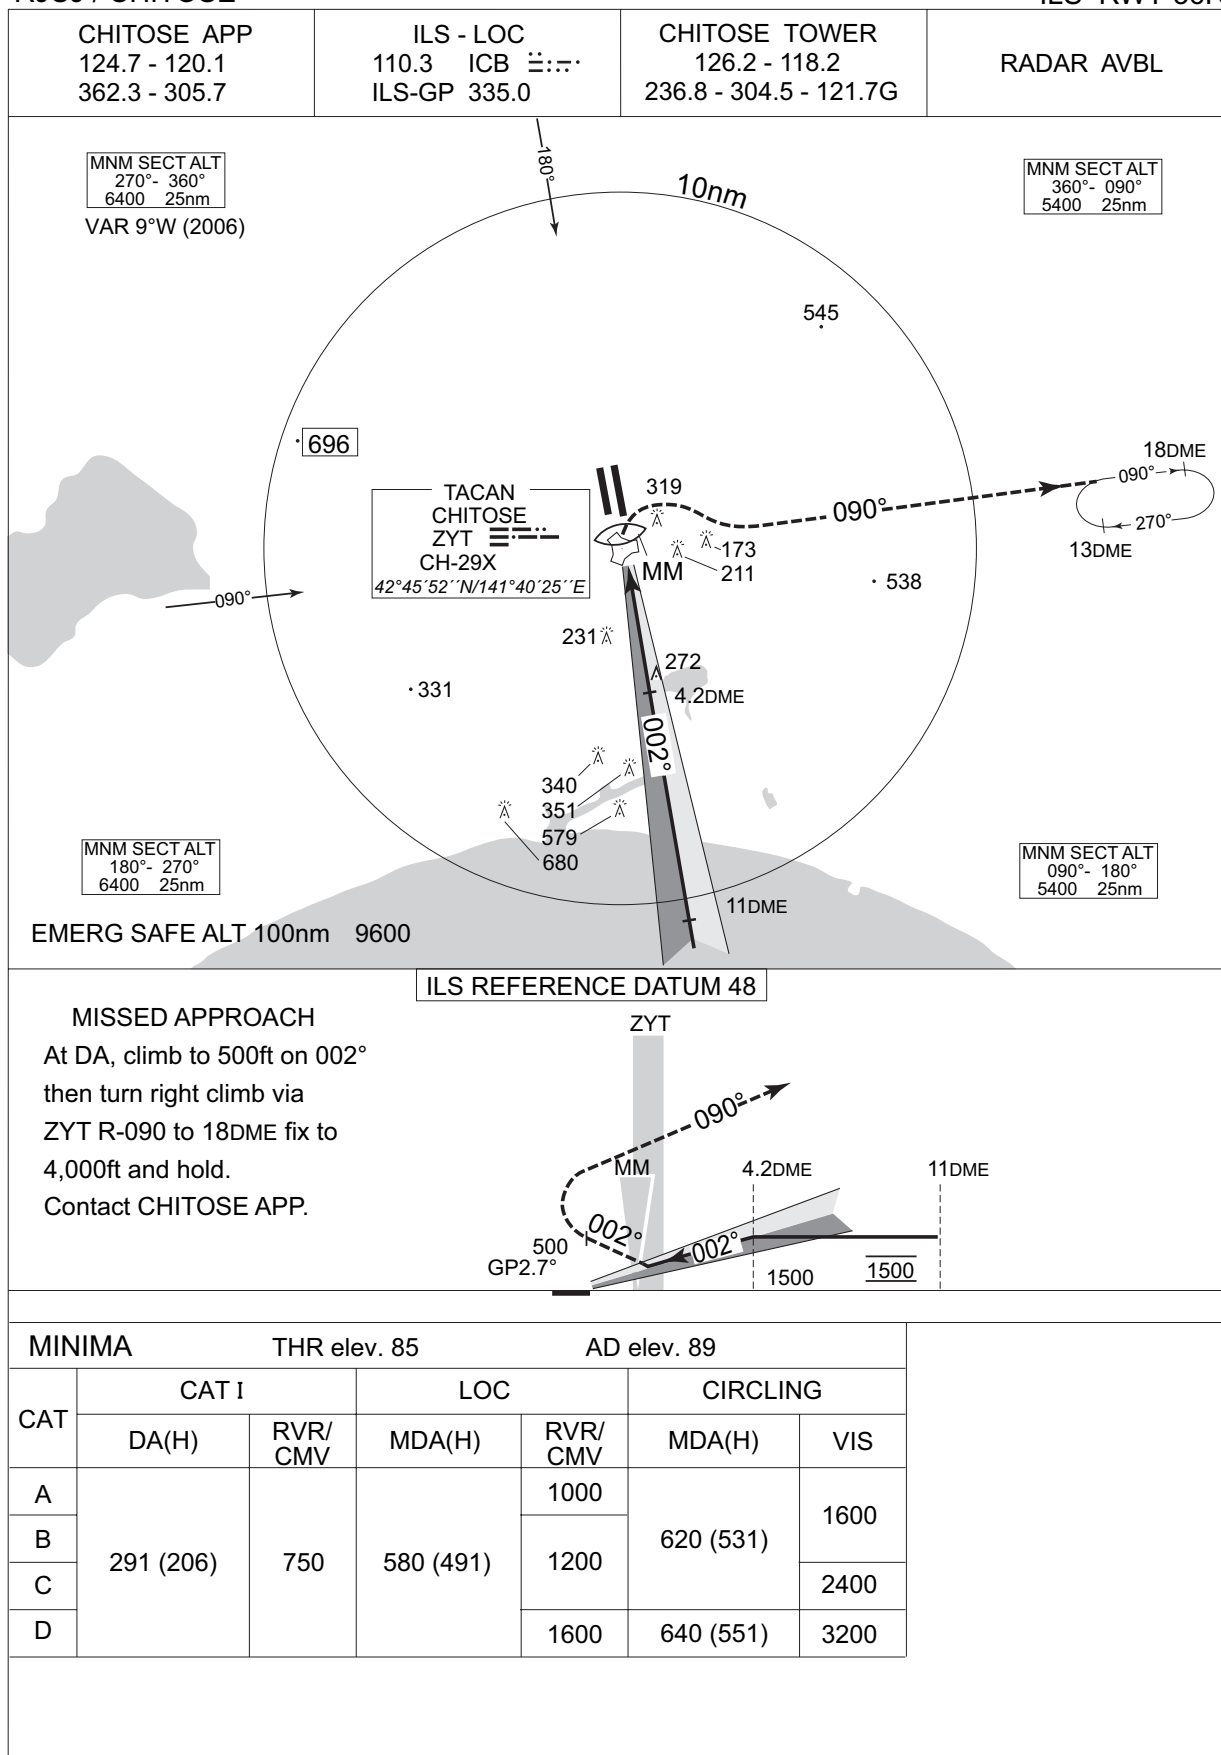 CHITOSE APP
124.7 - 120.1
362.3 - 305.7
ILS - LOC
110.3 ICB
ILS-GP 335.0
CHITOSE TOWER
126.2 - 118.2
236.8 - 304.5 - 121.7G
RADAR AVBL
MNM SECT ALT
270°- 360°
6400 25nm
VAR 9°W (2006)
180°
10nm
MNM SECT ALT
360°- 090°
5400 25nm
545
696
TACAN
CHITOSE
ZYT
CH-29X
42°45´52´´N/141°40´25´´E
319
MM
173
211
090°
18DME
090°
270°
13DME
538
090°
231
272
4.2DME
331
002°
340
351
579
680
MNM SECT ALT
180°- 270°
6400 25nm
MNM SECT ALT
090°- 180°
5400 25nm
11DME
EMERG SAFE ALT 100nm 9600
ILS REFERENCE DATUM 48
MISSED APPROACH
At DA, climb to 500ft on 002°
then turn right climb via
ZYT R-090 to 18DME fix to
4,000ft and hold.
Contact CHITOSE APP.
ZYT
090°
MM
4.2DME
11DME
002°
002°
500
GP2.7°
1500
1500
MINIMA THR elev. 85 AD elev. 89
CAT
CAT I
LOC
CIRCLING
DA(H)
RVR/
CMV
MDA(H)
RVR/
CMV
MDA(H)
VIS
A
B
C
D
291 (206)
750
580 (491)
1000
1200
1600
620 (531)
640 (551)
1600
2400
3200